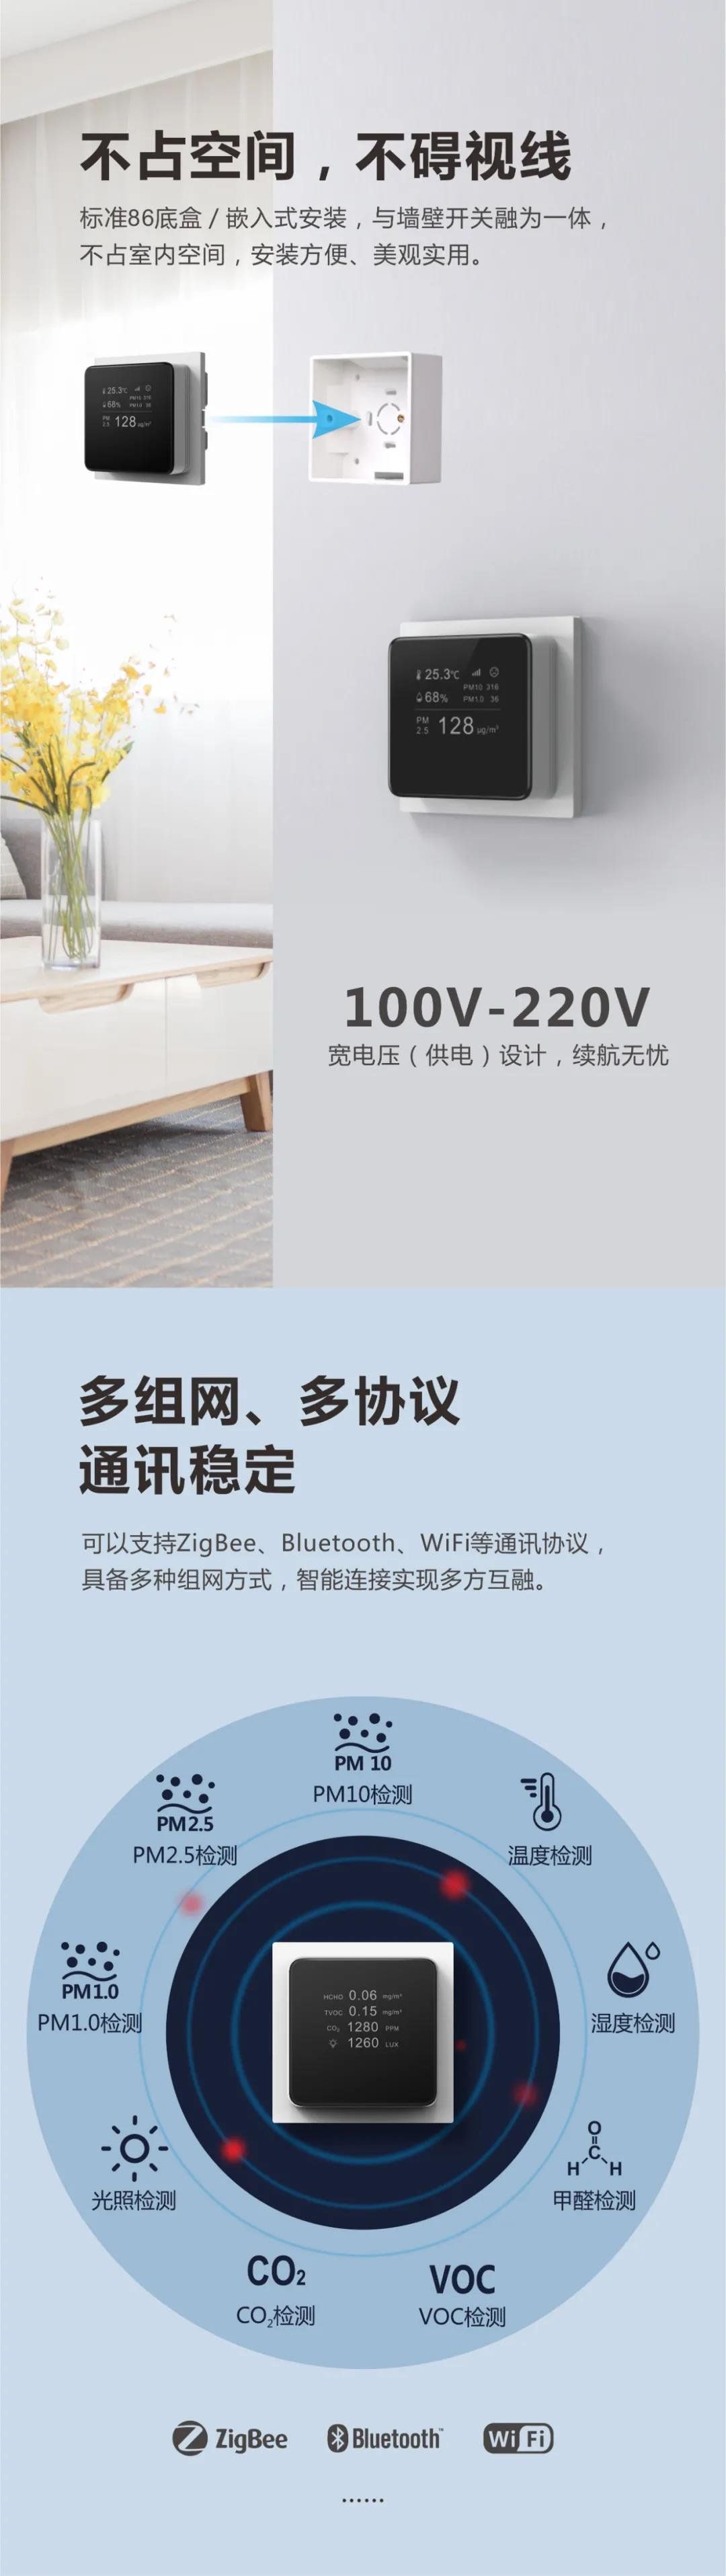 不占空间，不碍视线
标准86底盒 / 嵌入式安装，与墙壁开关融为一体，
不占室内空间，安装方便、美观实用。
25.3℃
PM10 316
68%
PM1.0 36
PM
2.5
128 μg/m³
25.3℃
PM10 316
68%
PM1.0 36
PM
2.5
128 μg/m³
100V-220V
宽电压（供电）设计，续航无忧
多组网、多协议
通讯稳定
可以支持ZigBee、Bluetooth、WiFi等通讯协议，
具备多种组网方式，智能连接实现多方互融。
PM 10
PM10检测
PM2.5
PM2.5检测
温度检测
PM1.0
PM1.0检测
湿度检测
HCHO 0.06 mg/m³
TVOC 0.15 mg/m³
CO₂ 1280 PPM
1260 LUX
光照检测
O
C
H H
甲醛检测
CO₂
CO₂检测
VOC
VOC检测
ZigBee
Bluetooth™
Wi Fi
......